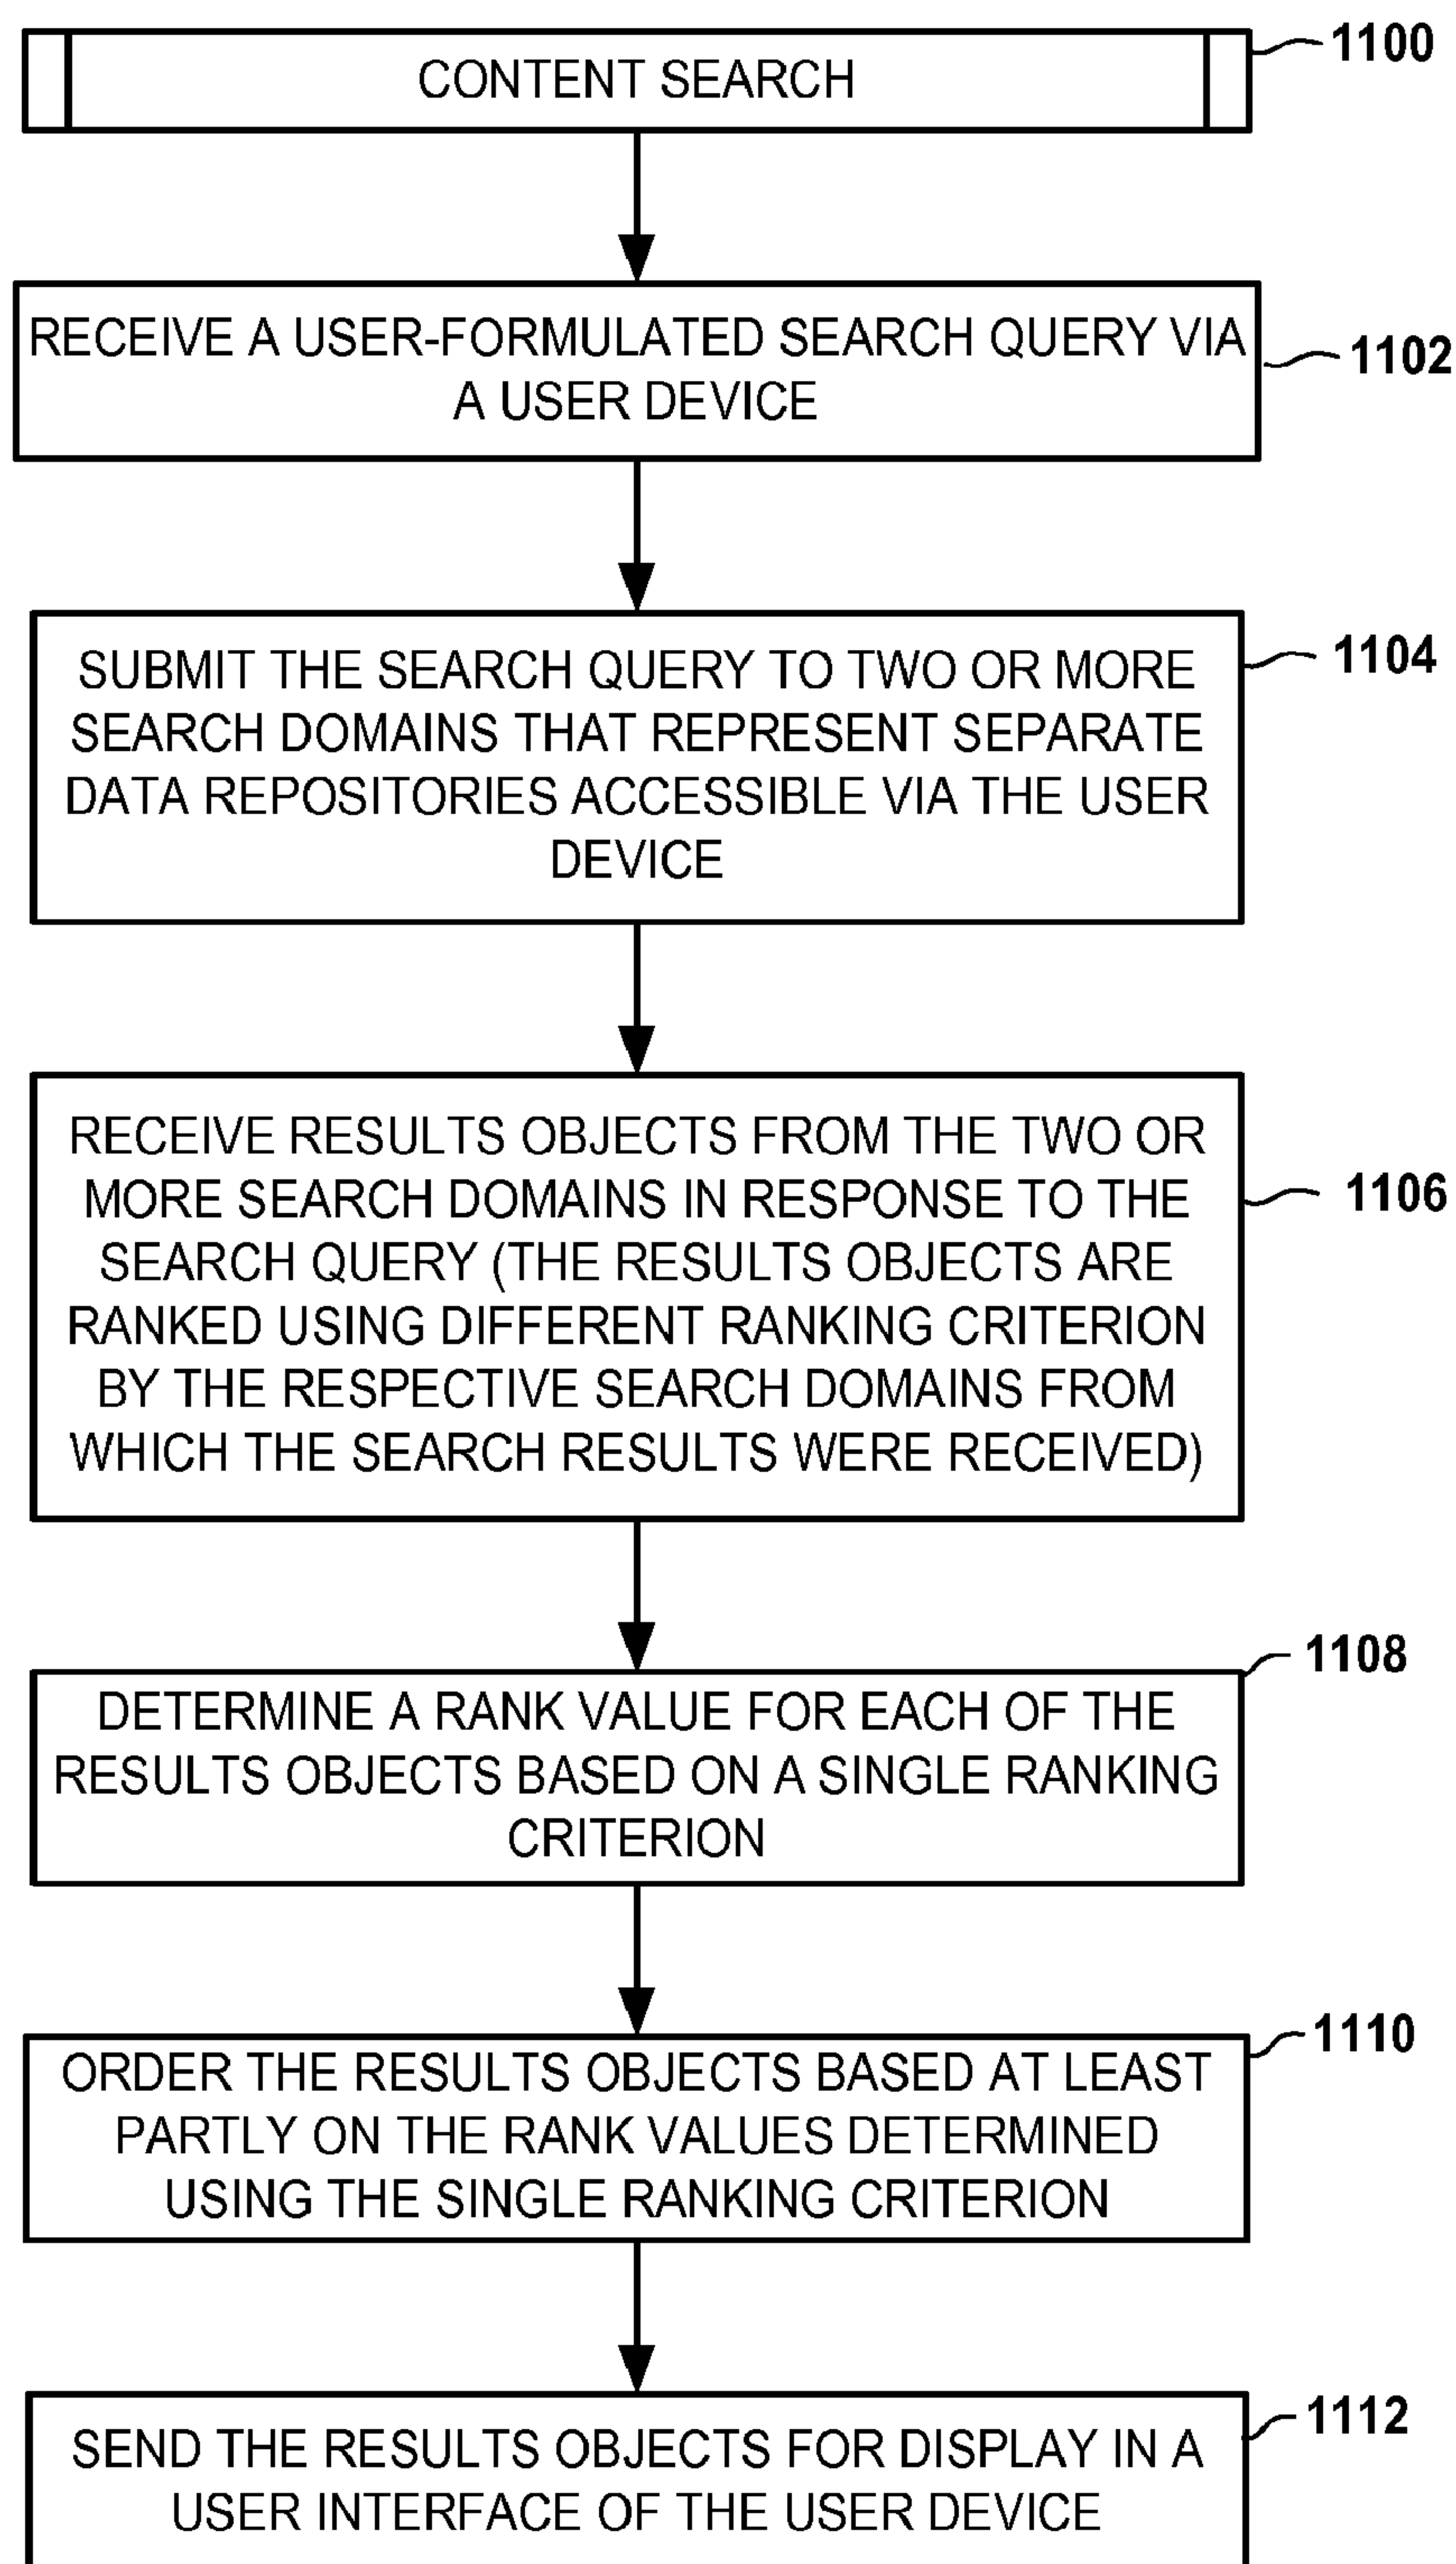 1100
CONTENT SEARCH
RECEIVE A USER-FORMULATED SEARCH QUERY VIA
A USER DEVICE
1102
SUBMIT THE SEARCH QUERY TO TWO OR MORE
SEARCH DOMAINS THAT REPRESENT SEPARATE
DATA REPOSITORIES ACCESSIBLE VIA THE USER
DEVICE
1104
RECEIVE RESULTS OBJECTS FROM THE TWO OR
MORE SEARCH DOMAINS IN RESPONSE TO THE
SEARCH QUERY (THE RESULTS OBJECTS ARE
RANKED USING DIFFERENT RANKING CRITERION
BY THE RESPECTIVE SEARCH DOMAINS FROM
WHICH THE SEARCH RESULTS WERE RECEIVED)
1106
1108
DETERMINE A RANK VALUE FOR EACH OF THE
RESULTS OBJECTS BASED ON A SINGLE RANKING
CRITERION
1110
ORDER THE RESULTS OBJECTS BASED AT LEAST
PARTLY ON THE RANK VALUES DETERMINED
USING THE SINGLE RANKING CRITERION
1112
SEND THE RESULTS OBJECTS FOR DISPLAY IN A
USER INTERFACE OF THE USER DEVICE